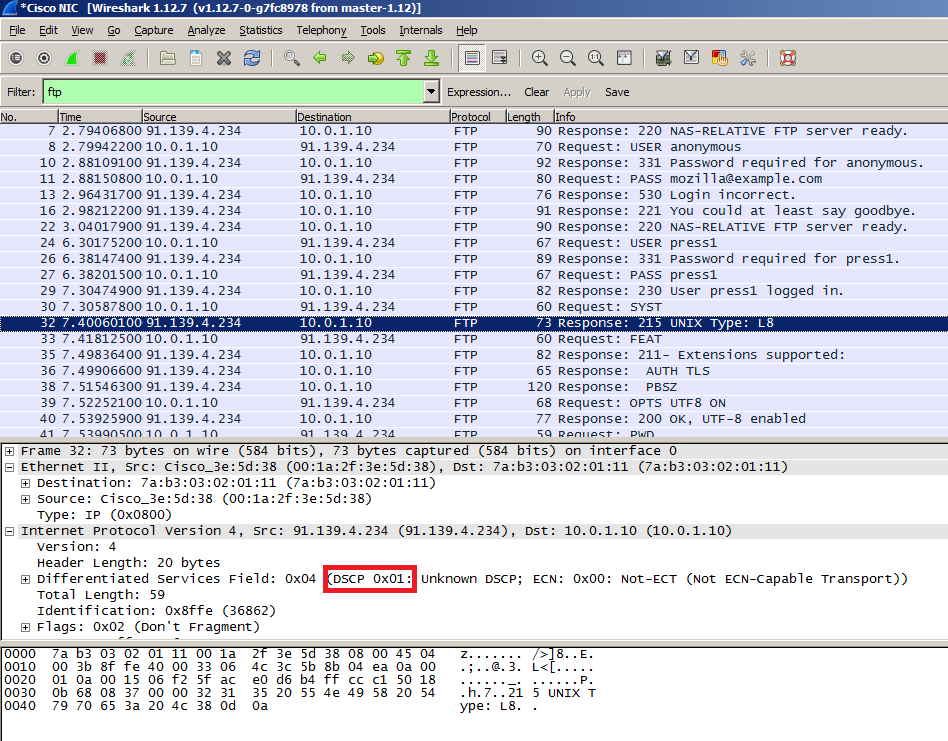 *Cisco NIC [Wireshark 1.12.7 (v1.12.7-0-g7fc8978 from master-1.12)]
File Edit View Go Capture Analyze Statistics Telephony Tools Internals Help
Filter: ftp Expression... Clear Apply Save
No. Time Source Destination Protocol Length Info
7 2.79406800 91.139.4.234 10.0.1.10 FTP 90 Response: 220 NAS-RELATIVE FTP server ready.
8 2.79942200 10.0.1.10 91.139.4.234 FTP 70 Request: USER anonymous
10 2.88109100 91.139.4.234 10.0.1.10 FTP 92 Response: 331 Password required for anonymous.
11 2.88150800 10.0.1.10 91.139.4.234 FTP 80 Request: PASS mozilla@example.com
13 2.96431700 91.139.4.234 10.0.1.10 FTP 76 Response: 530 Login incorrect.
16 2.98212200 91.139.4.234 10.0.1.10 FTP 91 Response: 221 You could at least say goodbye.
22 3.04017900 91.139.4.234 10.0.1.10 FTP 90 Response: 220 NAS-RELATIVE FTP server ready.
24 6.30175200 10.0.1.10 91.139.4.234 FTP 67 Request: USER press1
26 6.38147400 91.139.4.234 10.0.1.10 FTP 89 Response: 331 Password required for press1.
27 6.38201500 10.0.1.10 91.139.4.234 FTP 67 Request: PASS press1
29 7.30474900 91.139.4.234 10.0.1.10 FTP 82 Response: 230 User press1 logged in.
30 7.30587800 10.0.1.10 91.139.4.234 FTP 60 Request: SYST
32 7.40060100 91.139.4.234 10.0.1.10 FTP 73 Response: 215 UNIX Type: L8
33 7.41812500 10.0.1.10 91.139.4.234 FTP 60 Request: FEAT
35 7.49836400 91.139.4.234 10.0.1.10 FTP 82 Response: 211- Extensions supported:
36 7.49906600 91.139.4.234 10.0.1.10 FTP 65 Response: AUTH TLS
38 7.51546300 91.139.4.234 10.0.1.10 FTP 120 Response: PBSZ
39 7.52252100 10.0.1.10 91.139.4.234 FTP 68 Request: OPTS UTF8 ON
40 7.53925900 91.139.4.234 10.0.1.10 FTP 77 Response: 200 OK, UTF-8 enabled
41 7.53990500 10.0.1.10 91.139.4.234 FTP 59 Request: PWD
Frame 32: 73 bytes on wire (584 bits), 73 bytes captured (584 bits) on interface 0
Ethernet II, Src: Cisco_3e:5d:38 (00:1a:2f:3e:5d:38), Dst: 7a:b3:03:02:01:11 (7a:b3:03:02:01:11)
Destination: 7a:b3:03:02:01:11 (7a:b3:03:02:01:11)
Source: Cisco_3e:5d:38 (00:1a:2f:3e:5d:38)
Type: IP (0x0800)
Internet Protocol Version 4, Src: 91.139.4.234 (91.139.4.234), Dst: 10.0.1.10 (10.0.1.10)
Version: 4
Header Length: 20 bytes
Differentiated Services Field: 0x04 (DSCP 0x01: Unknown DSCP; ECN: 0x00: Not-ECT (Not ECN-Capable Transport))
Total Length: 59
Identification: 0x8ffe (36862)
Flags: 0x02 (Don't Fragment)
0000 7a b3 03 02 01 11 00 1a 2f 3e 5d 38 08 00 45 04 z....... />]8..E.
0010 00 3b 8f fe 40 00 33 06 4c 3c 5b 8b 04 ea 0a 00 .;..@.3. L<[.....
0020 01 0a 00 15 06 f2 5f ac e0 d6 b4 ff cc c1 50 18 ......_. ......P.
0030 0b 68 08 37 00 00 32 31 35 20 55 4e 49 58 20 54 .h.7..21 5 UNIX T
0040 79 70 65 3a 20 4c 38 0d 0a ype: L8. .